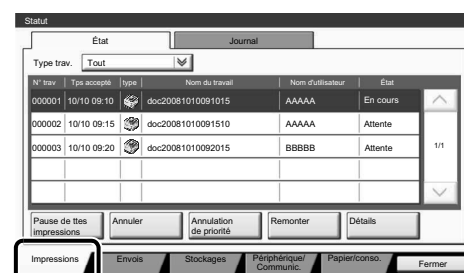 Statut
État Journal
Type trav. Tout
N° trav Tps accepté type Nom du travail Nom d'utilisateur État
000001 10/10 09:10 doc20081010091015 AAAAA En cours
000002 10/10 09:15 doc20081010091510 AAAAA Attente
000003 10/10 09:20 doc20081010092015 BBBBB Attente
1/1
Pause de ttes impressions Annuler Annulation de priorité Remonter Détails
Impressions Envois Stockages Périphérique/ Communic. Papier/conso. Fermer